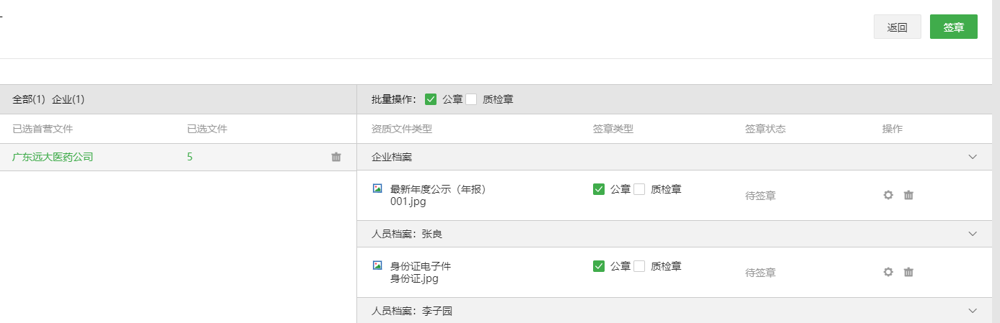 返回 签章
全部(1) 企业(1)
批量操作： 公章 质检章
已选首营文件 已选文件
资质文件类型 签章类型 签章状态 操作
广东远大医药公司 5
企业档案
最新年度公示（年报）
001.jpg
公章 质检章
待签章
人员档案：张良
身份证电子件
身份证.jpg
公章 质检章
待签章
人员档案：李子园